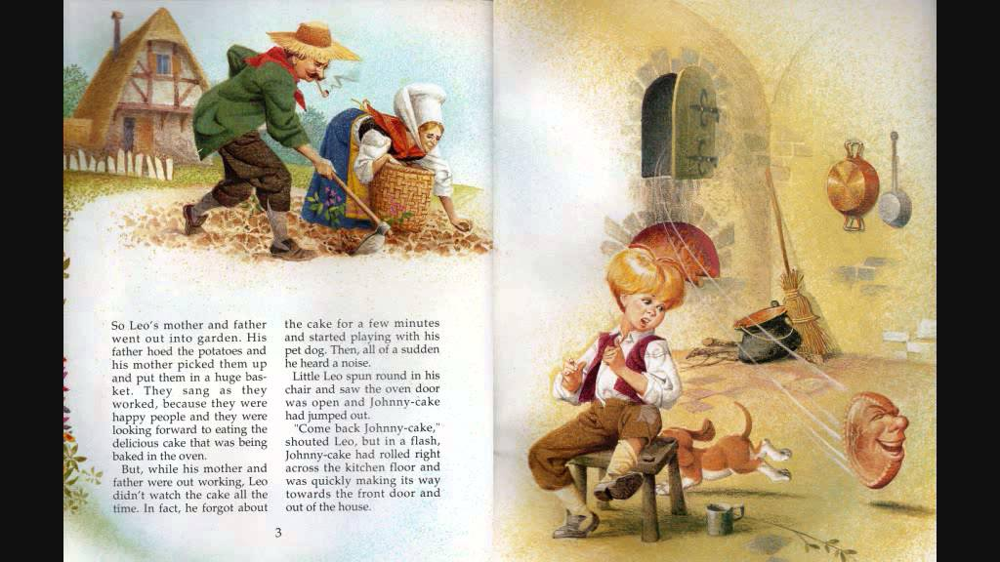 So Leo's mother and father
went out into garden. His
father hoed the potatoes and
his mother picked them up
and put them in a huge bas-
ket. They sang as they
worked, because they were
happy people and they were
looking forward to eating the
delicious cake that was being
baked in the oven.
But, while his mother and
father were out working, Leo
didn't watch the cake all the
time. In fact, he forgot about
the cake for a few minutes
and started playing with his
pet dog. Then, all of a sudden
he heard a noise.
Little Leo spun round in his
chair and saw the oven door
was open and Johnny-cake
had jumped out.
"Come back Johnny-cake,"
shouted Leo, but in a flash,
Johnny-cake had rolled right
across the kitchen floor and
was quickly making its way
towards the front door and
out of the house.
3